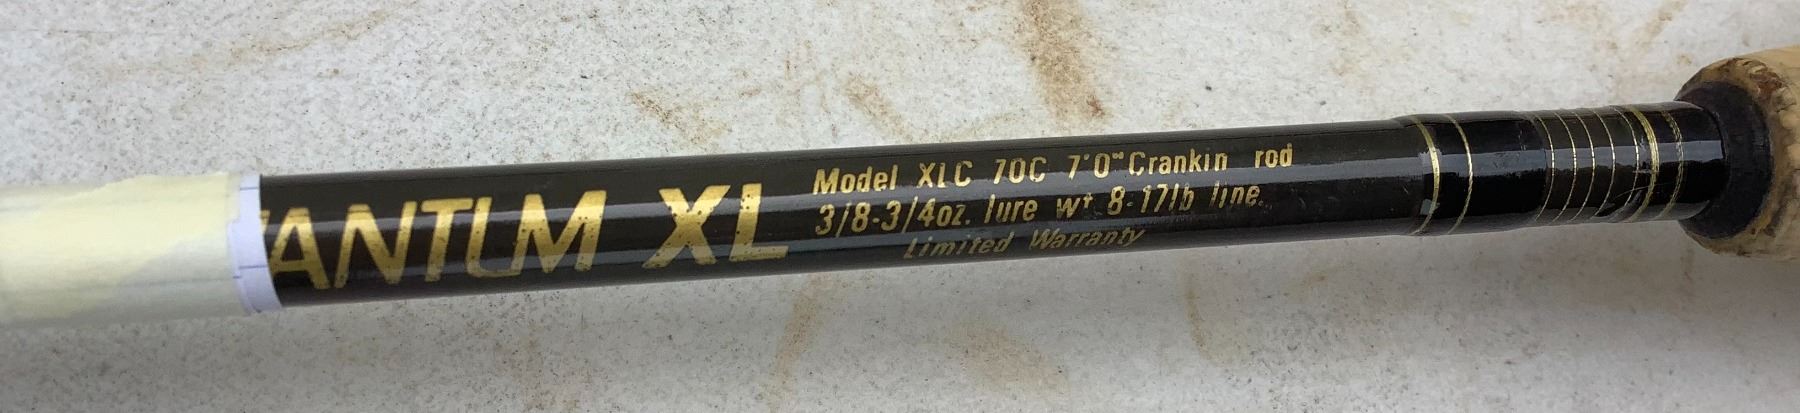 ANTUM XL
Model XLC 70C 7'0" Crankin rod
3/8-3/4oz. lure wt 8-17lb line.
Limited Warranty